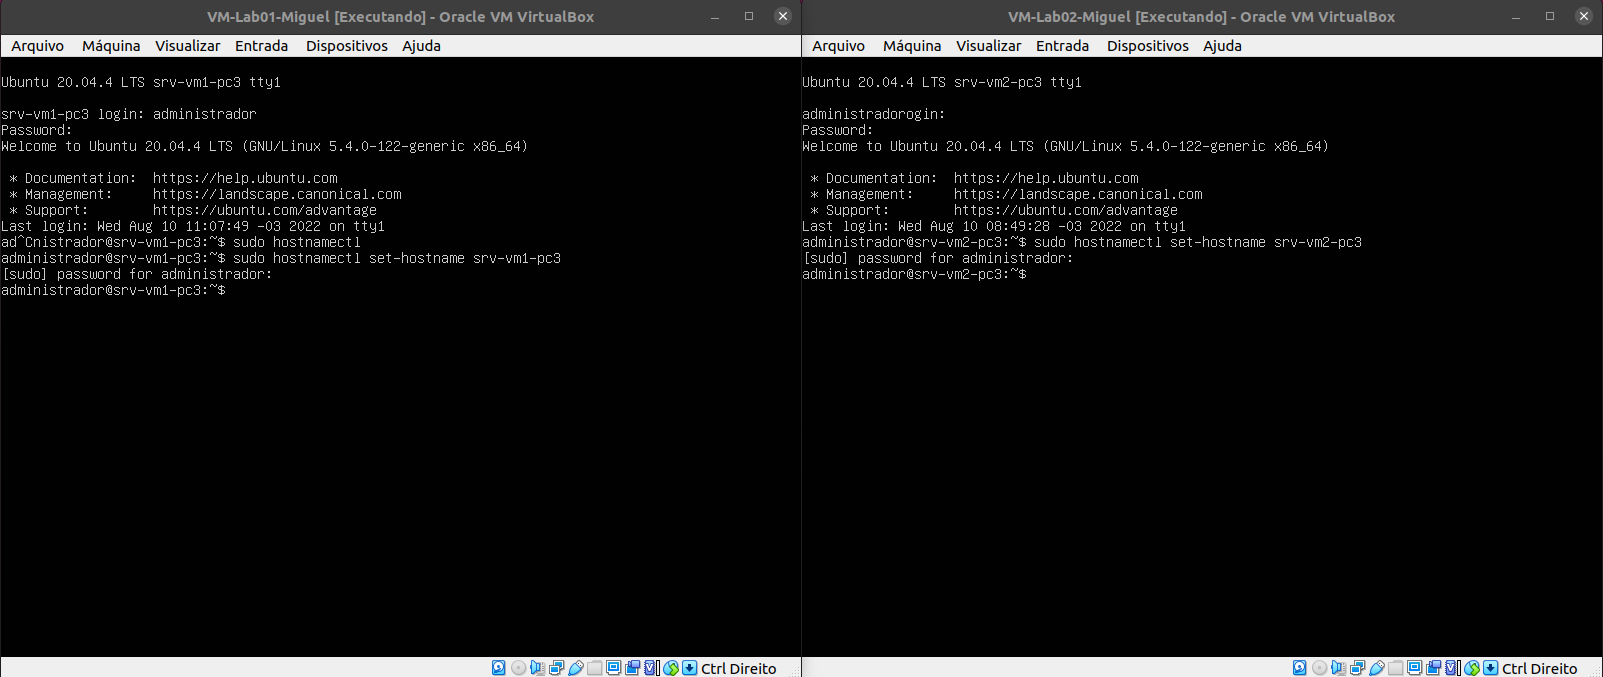 VM-Lab01-Miguel [Executando] - Oracle VM VirtualBox
Arquivo Máquina Visualizar Entrada Dispositivos Ajuda
Ubuntu 20.04.4 LTS srv-vm1-pc3 tty1
srv-vm1-pc3 login: administrador
Password:
Welcome to Ubuntu 20.04.4 LTS (GNU/Linux 5.4.0-122-generic x86_64)
* Documentation:  https://help.ubuntu.com
* Management:     https://landscape.canonical.com
* Support:        https://ubuntu.com/advantage
Last login: Wed Aug 10 11:07:49 -03 2022 on tty1
ad^Cnistrador@srv-vm1-pc3:~$ sudo hostnamectl
administrador@srv-vm1-pc3:~$ sudo hostnamectl set-hostname srv-vm1-pc3
[sudo] password for administrador:
administrador@srv-vm1-pc3:~$
Ctrl Direito
VM-Lab02-Miguel [Executando] - Oracle VM VirtualBox
Arquivo Máquina Visualizar Entrada Dispositivos Ajuda
Ubuntu 20.04.4 LTS srv-vm2-pc3 tty1
administradorogin:
Password:
Welcome to Ubuntu 20.04.4 LTS (GNU/Linux 5.4.0-122-generic x86_64)
* Documentation:  https://help.ubuntu.com
* Management:     https://landscape.canonical.com
* Support:        https://ubuntu.com/advantage
Last login: Wed Aug 10 08:49:28 -03 2022 on tty1
administrador@srv-vm2-pc3:~$ sudo hostnamectl set-hostname srv-vm2-pc3
[sudo] password for administrador:
administrador@srv-vm2-pc3:~$
Ctrl Direito